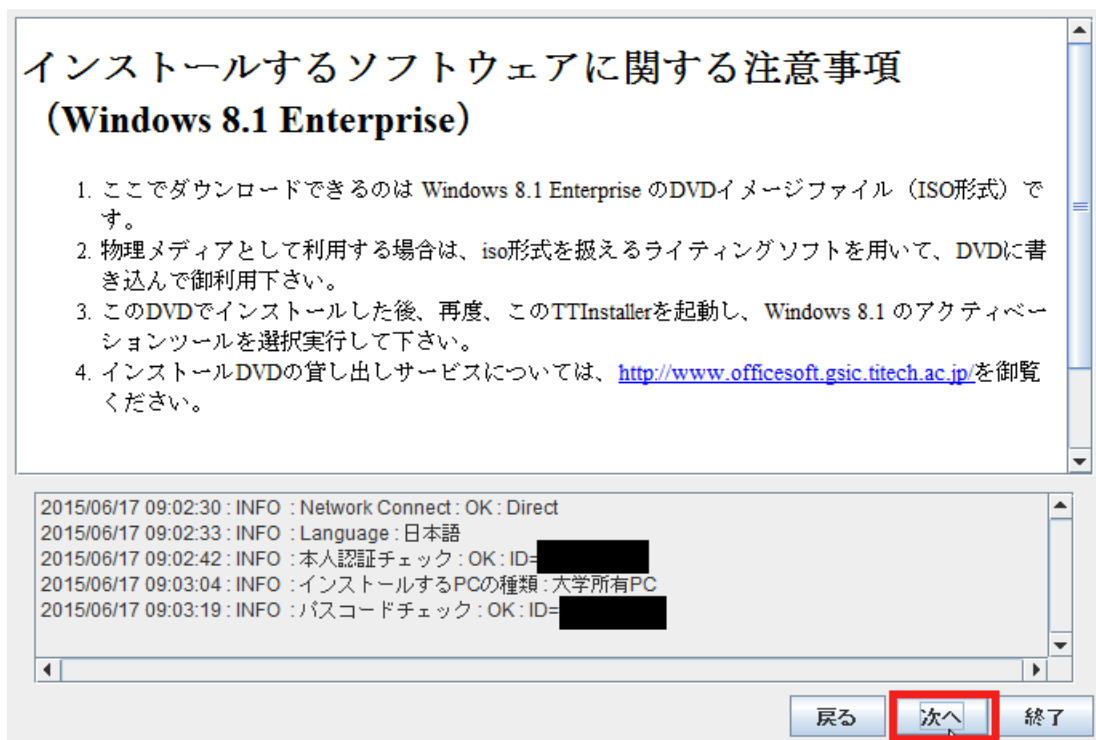 インストールするソフトウェアに関する注意事項
（Windows 8.1 Enterprise）
1. ここでダウンロードできるのは Windows 8.1 Enterprise のDVDイメージファイル（ISO形式）で
す。
2. 物理メディアとして利用する場合は、iso形式を扱えるライティングソフトを用いて、DVDに書
き込んで御利用下さい。
3. このDVDでインストールした後、再度、このTTInstallerを起動し、Windows 8.1 のアクティベー
ションツールを選択実行して下さい。
4. インストールDVDの貸し出しサービスについては、http://www.officesoft.gsic.titech.ac.jp/を御覧
ください。
2015/06/17 09:02:30 : INFO : Network Connect : OK : Direct
2015/06/17 09:02:33 : INFO : Language : 日本語
2015/06/17 09:02:42 : INFO : 本人認証チェック : OK : ID=
2015/06/17 09:03:04 : INFO : インストールするPCの種類 : 大学所有PC
2015/06/17 09:03:19 : INFO : パスコードチェック : OK : ID=
戻る 次へ 終了